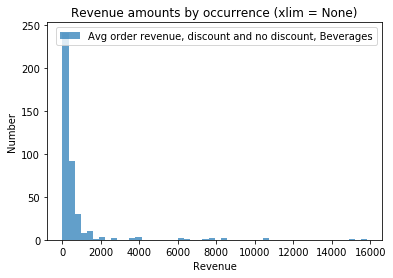 Revenue amounts by occurrence (xlim = None)
Avg order revenue, discount and no discount, Beverages
250
200
150
100
50
0
Number
0 2000 4000 6000 8000 10000 12000 14000 16000
Revenue